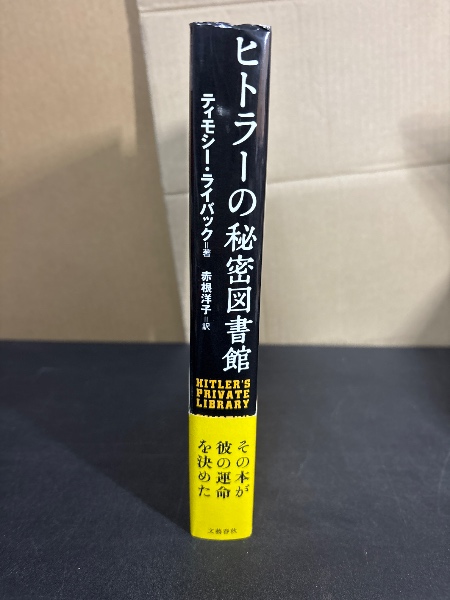 ヒトラーの秘密図書館
ティモシー・ライバック=著
赤根洋子=訳
HITLER'S
PRIVATE
LIBRARY
その本が
彼の運命
を決めた
文藝春秋